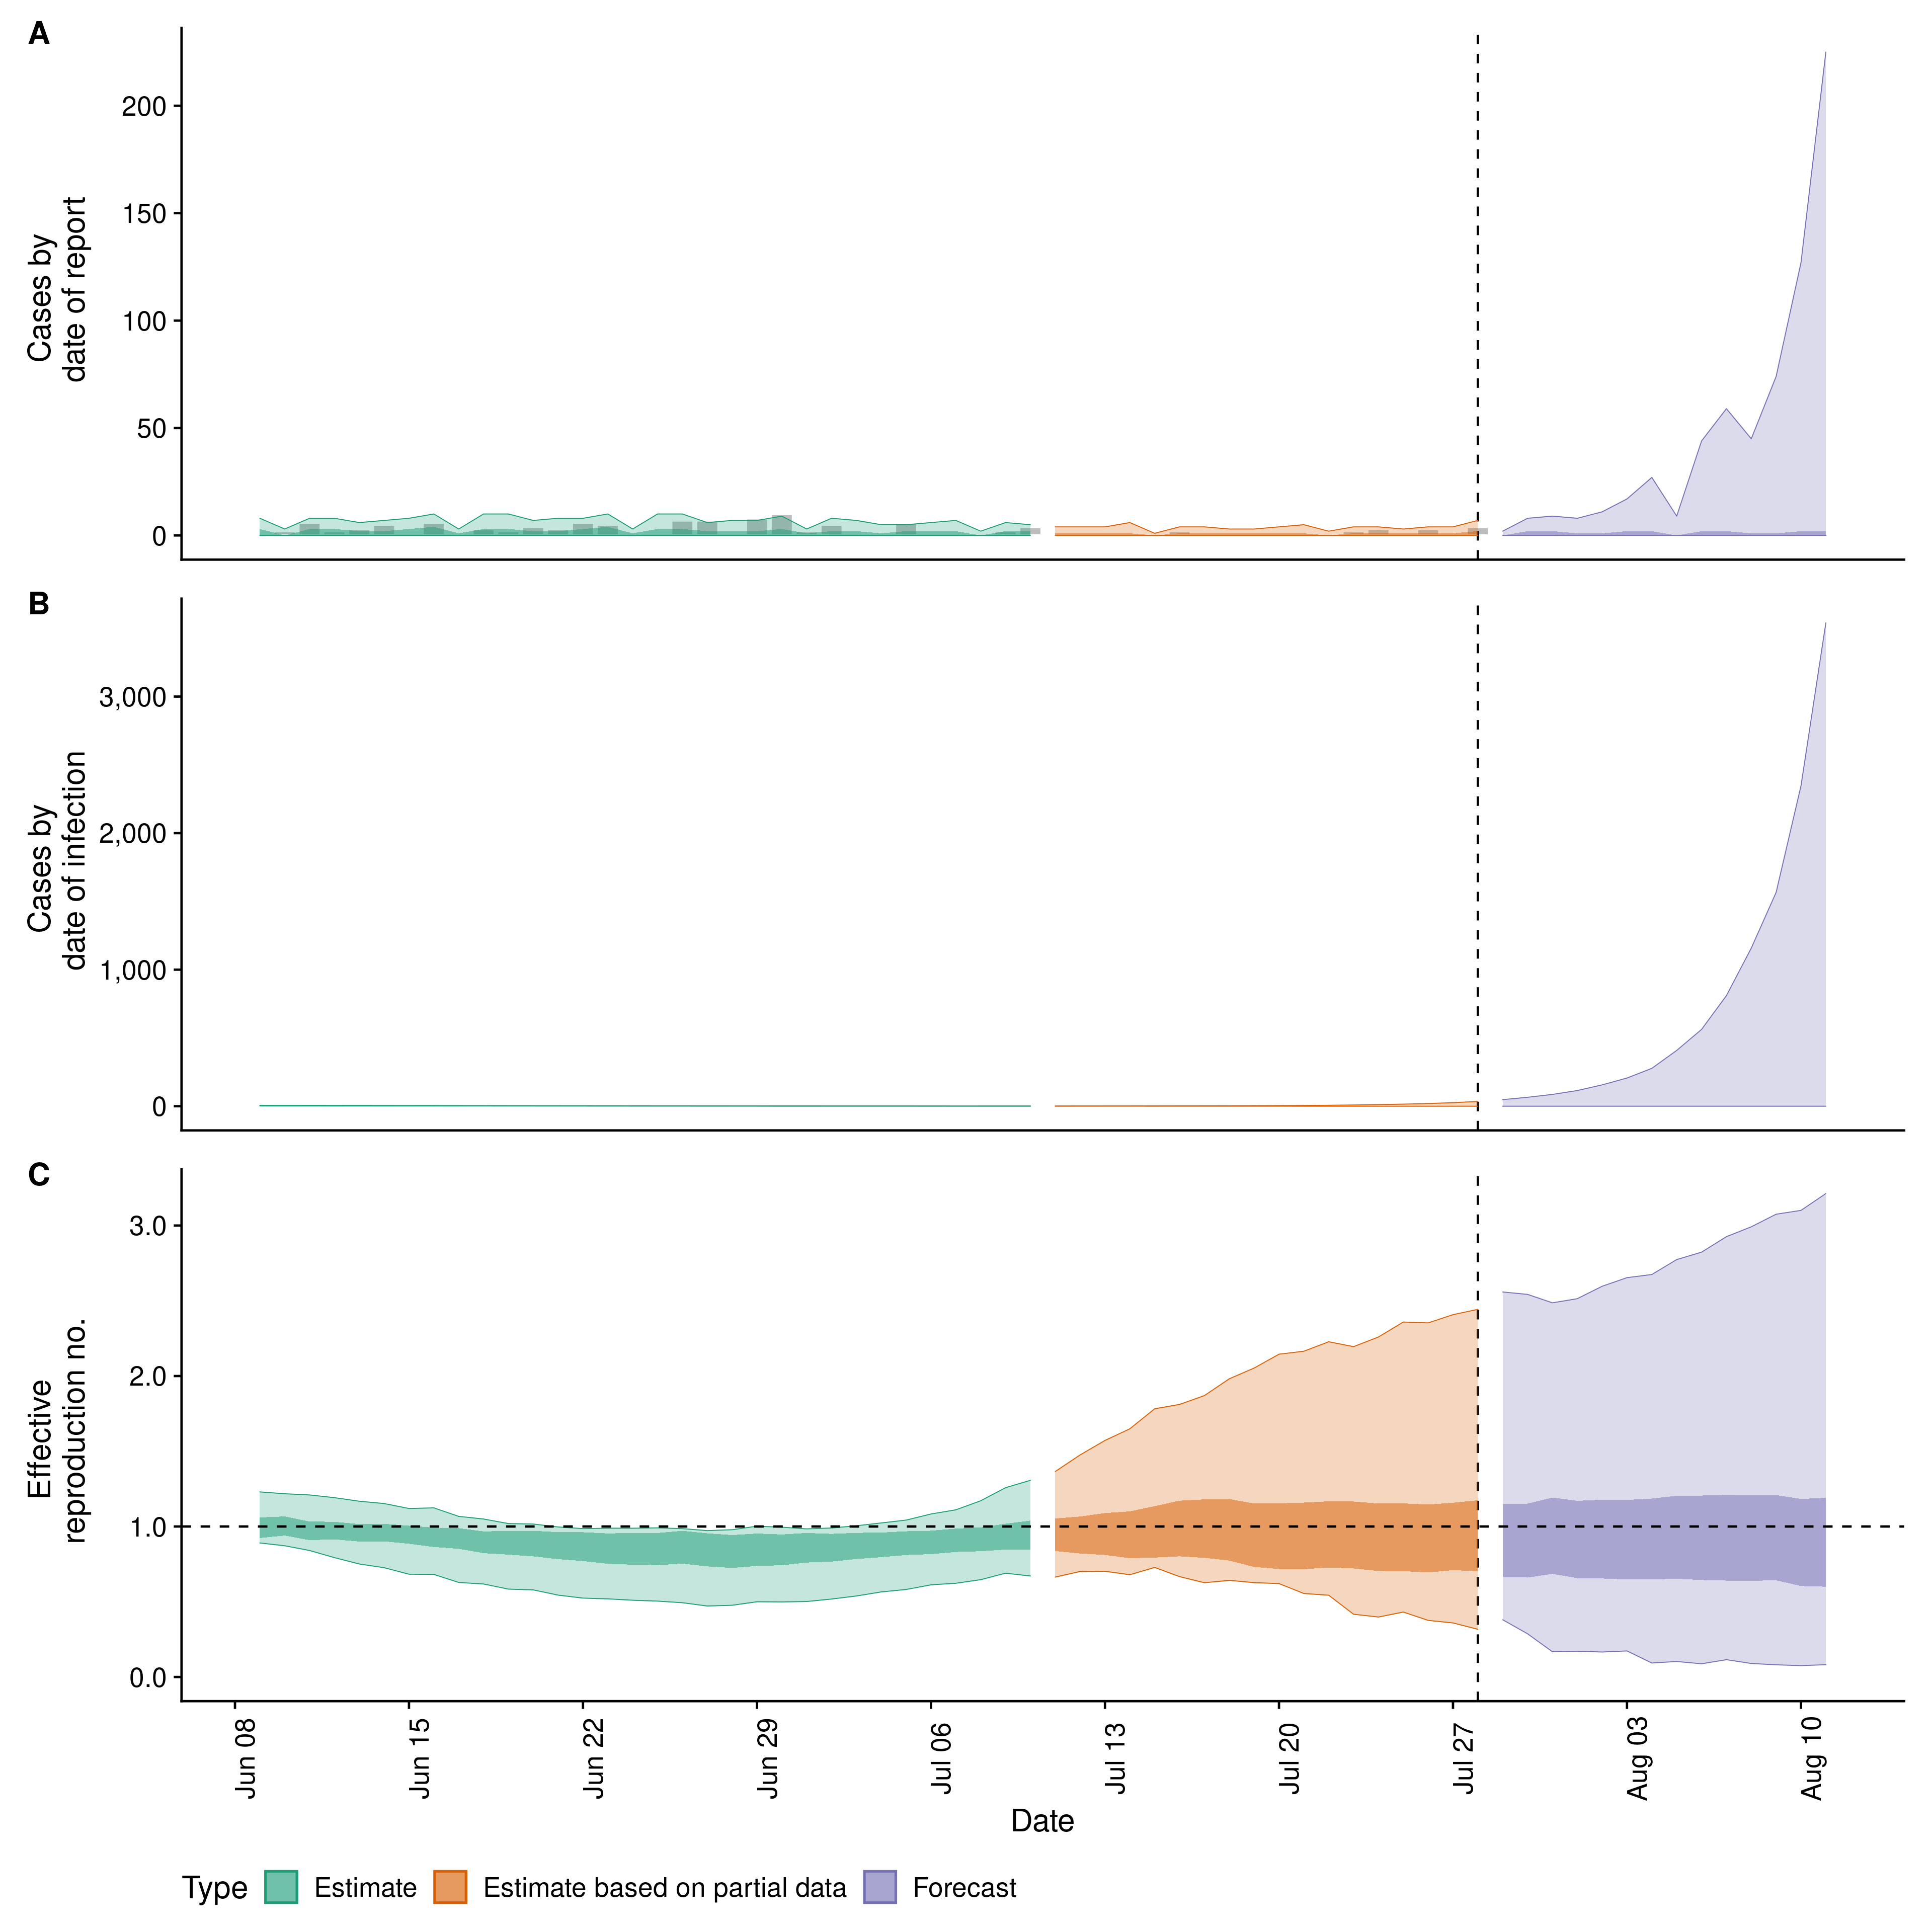 A
Cases by
date of report
200
150
100
50
0
B
Cases by
date of infection
3,000
2,000
1,000
0
C
Effective
reproduction no.
3.0
2.0
1.0
0.0
Jun 08
Jun 15
Jun 22
Jun 29
Jul 06
Jul 13
Jul 20
Jul 27
Aug 03
Aug 10
Date
Type Estimate Estimate based on partial data Forecast